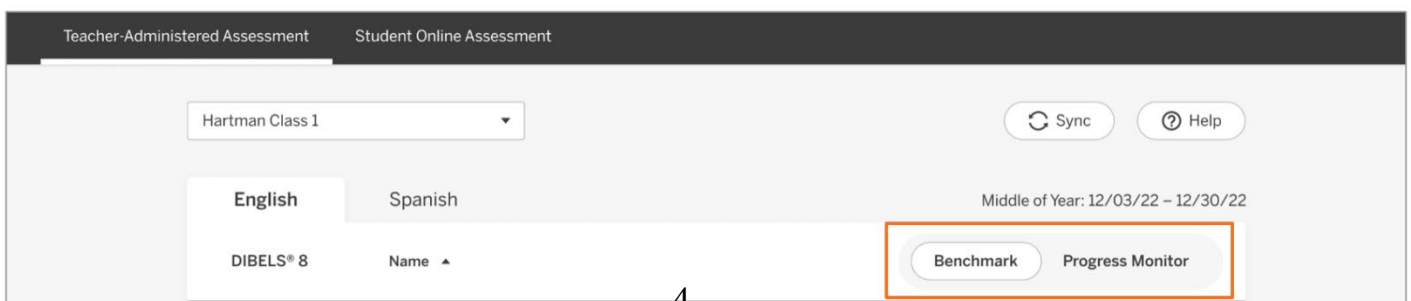 Teacher-Administered Assessment Student Online Assessment
Hartman Class 1 Sync Help
English Spanish Middle of Year: 12/03/22 – 12/30/22
DIBELS® 8 Name Benchmark Progress Monitor
4